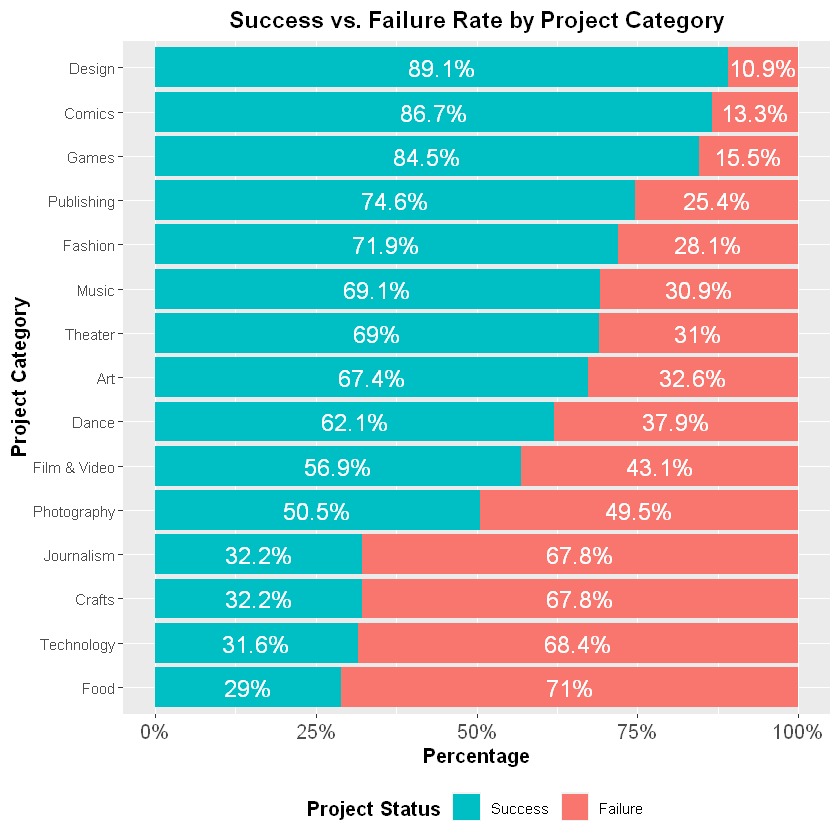 Success vs. Failure Rate by Project Category
Project Category
Design 89.1% 10.9%
Comics 86.7% 13.3%
Games 84.5% 15.5%
Publishing 74.6% 25.4%
Fashion 71.9% 28.1%
Music 69.1% 30.9%
Theater 69% 31%
Art 67.4% 32.6%
Dance 62.1% 37.9%
Film & Video 56.9% 43.1%
Photography 50.5% 49.5%
Journalism 32.2% 67.8%
Crafts 32.2% 67.8%
Technology 31.6% 68.4%
Food 29% 71%
0% 25% 50% 75% 100%
Percentage
Project Status Success Failure